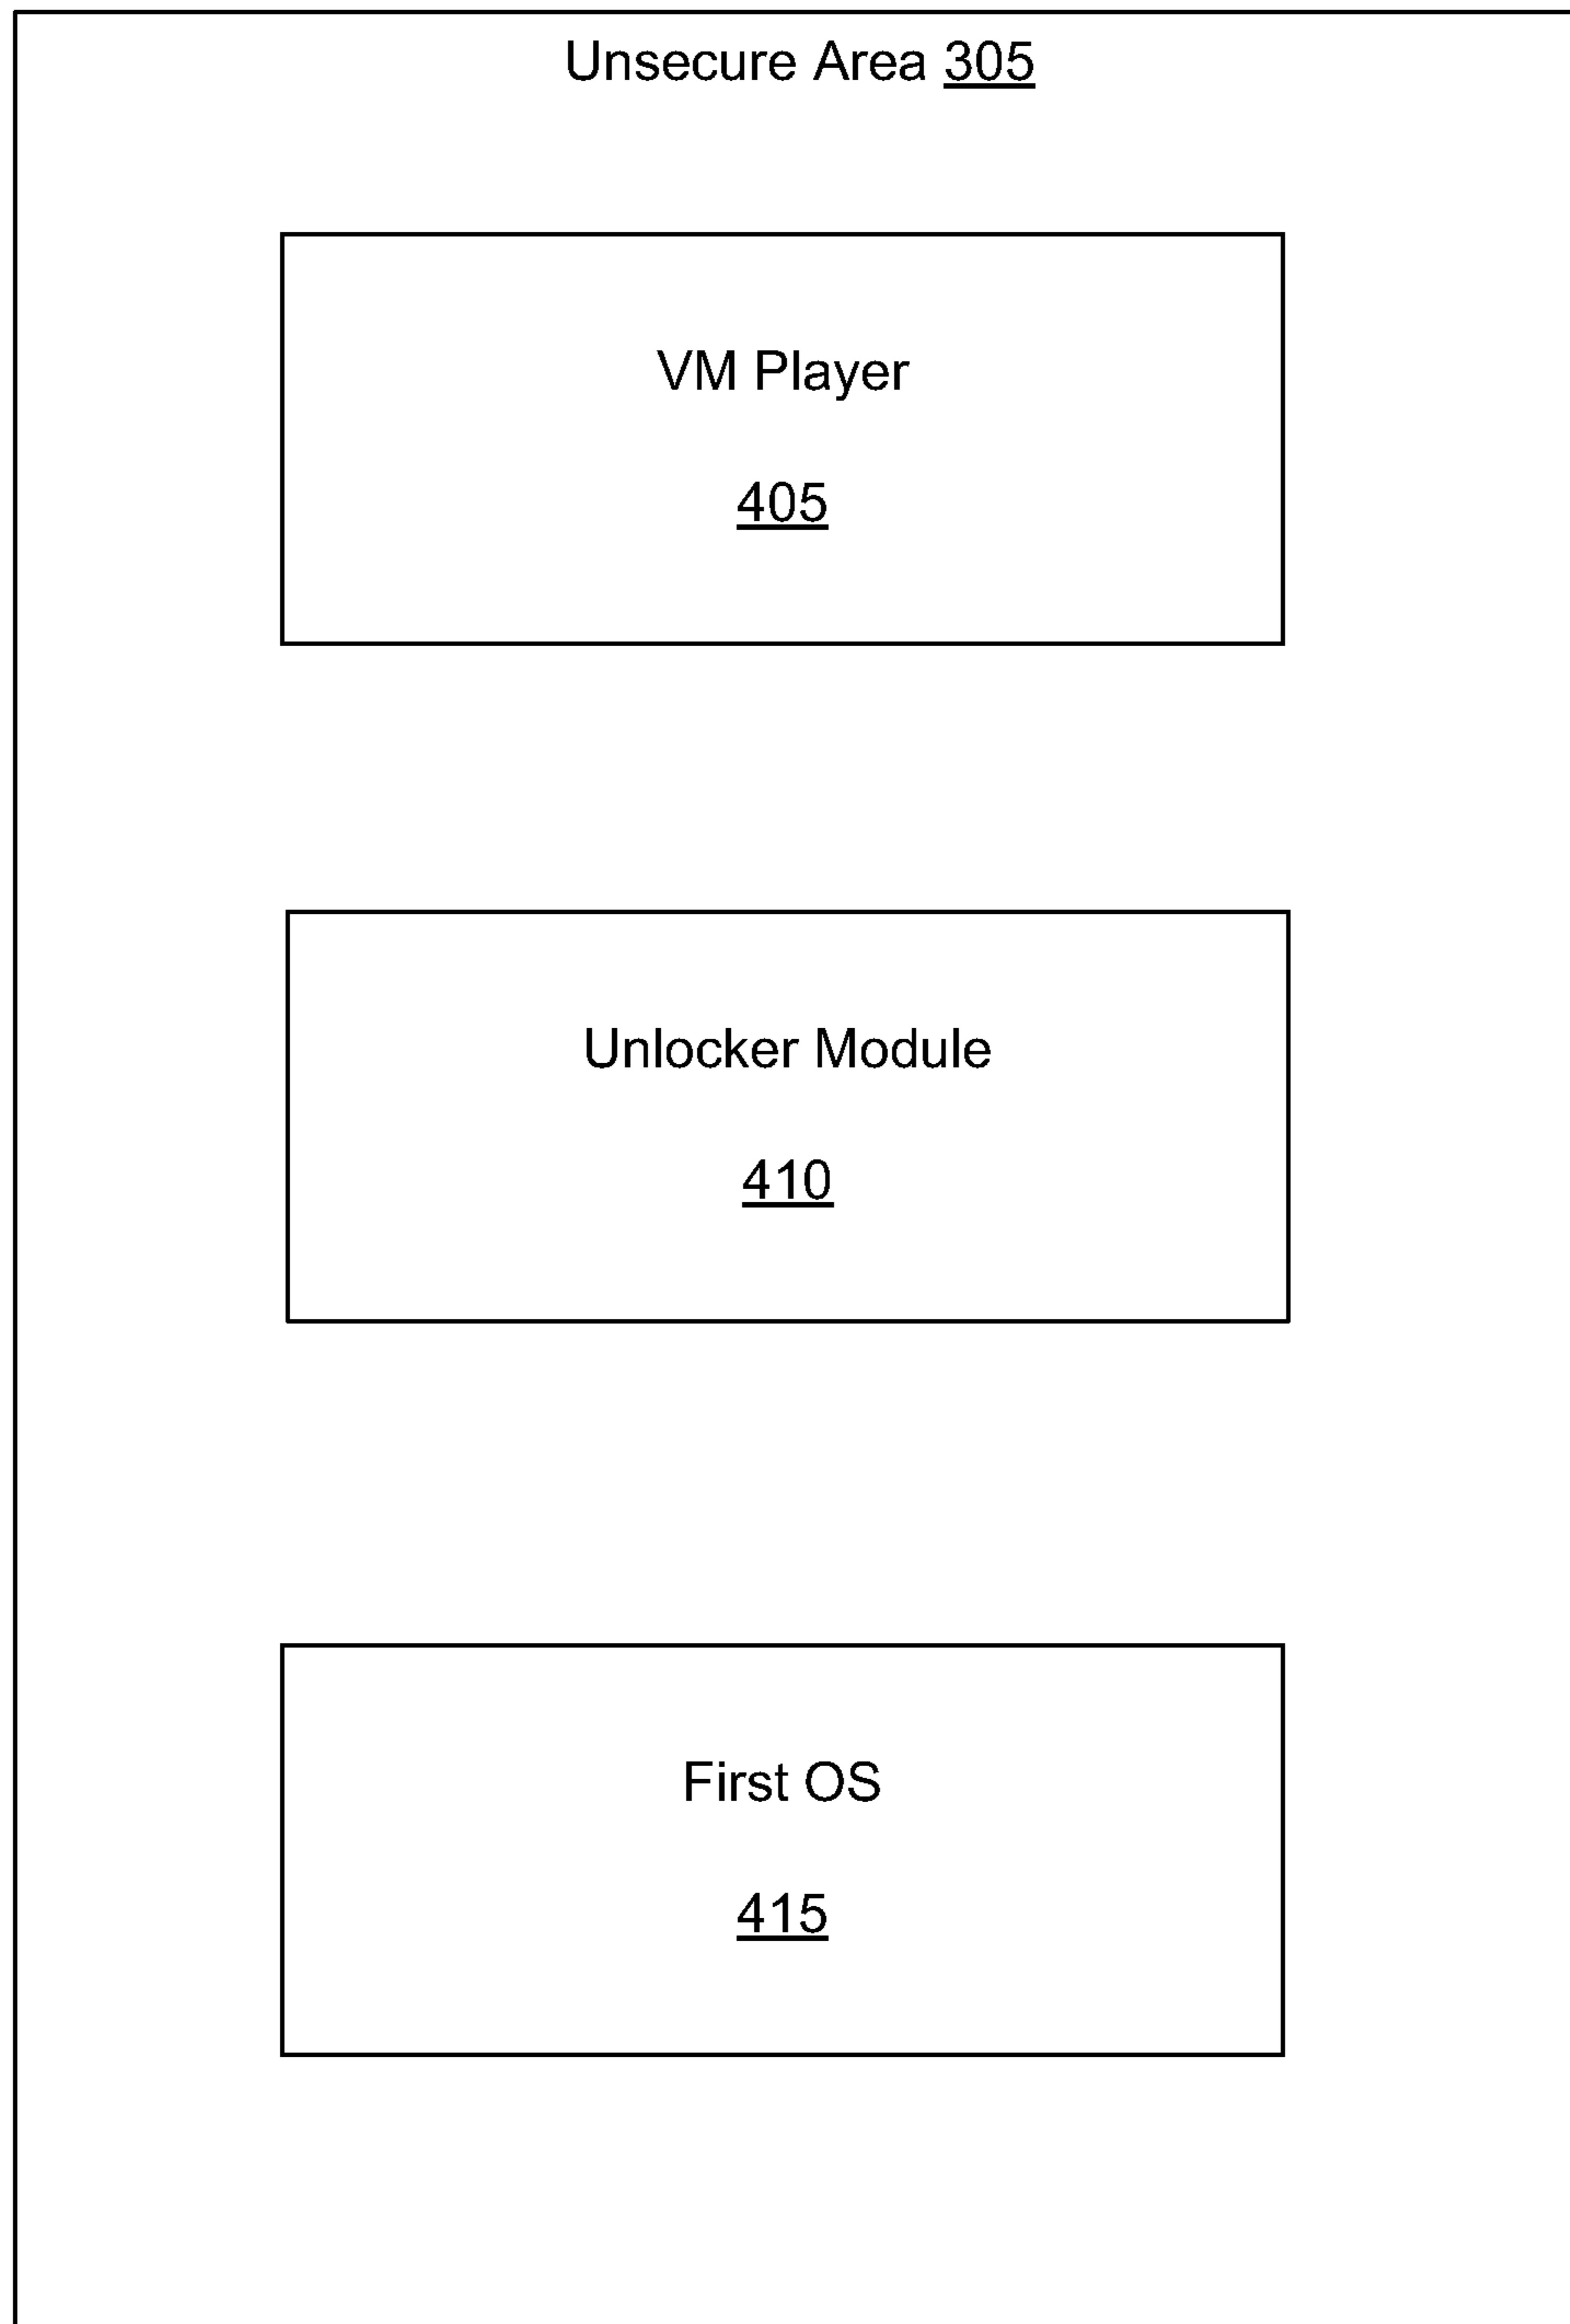 Unsecure Area 305
VM Player
405
Unlocker Module
410
First OS
415